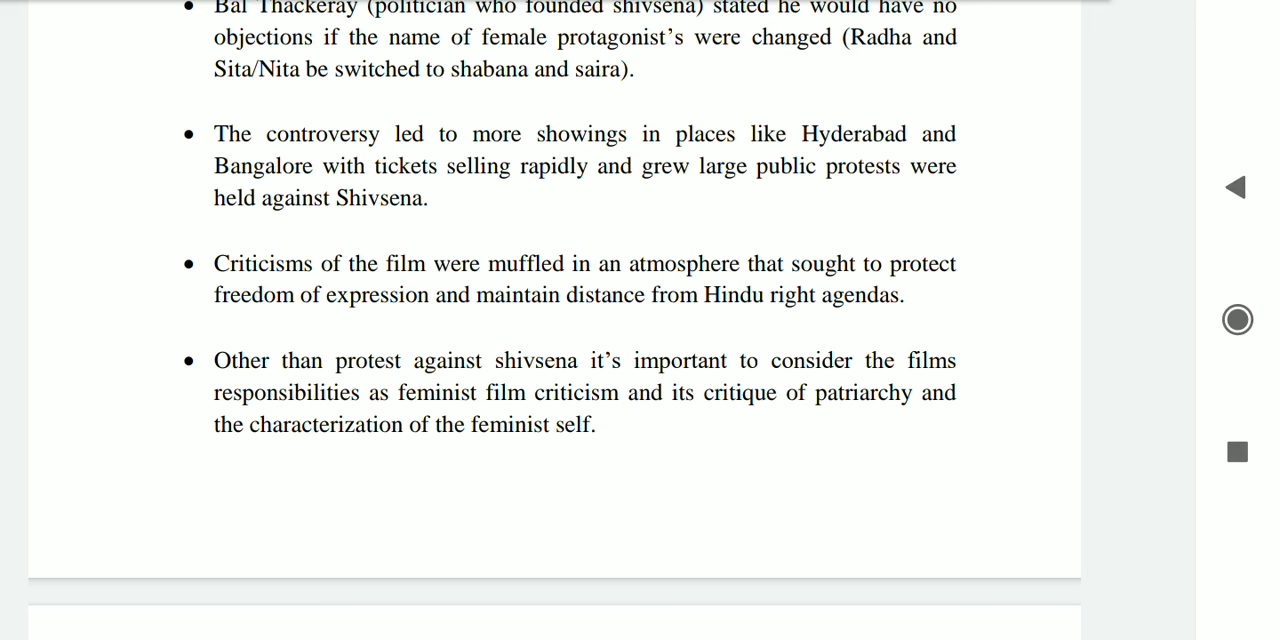 • Bal Thackeray (politician who founded shivsena) stated he would have no
objections if the name of female protagonist’s were changed (Radha and
Sita/Nita be switched to shabana and saira).
• The controversy led to more showings in places like Hyderabad and
Bangalore with tickets selling rapidly and grew large public protests were
held against Shivsena.
• Criticisms of the film were muffled in an atmosphere that sought to protect
freedom of expression and maintain distance from Hindu right agendas.
• Other than protest against shivsena it’s important to consider the films
responsibilities as feminist film criticism and its critique of patriarchy and
the characterization of the feminist self.